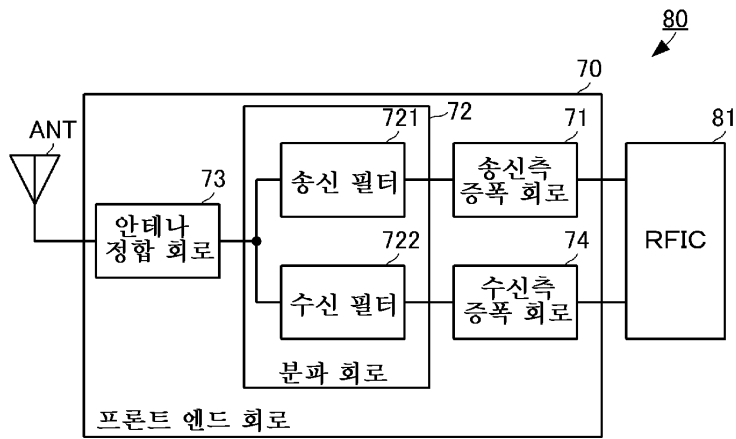 80
70
ANT
72
721
71
81
73
송신 필터
송신측
증폭 회로
안테나
정합 회로
RFIC
722
74
수신 필터
수신측
증폭 회로
분파 회로
프론트 엔드 회로